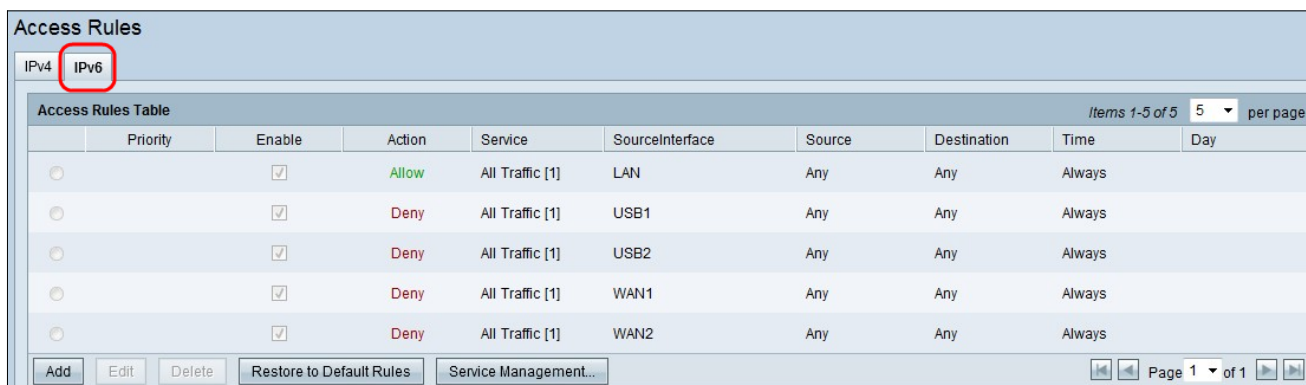 Access Rules
IPv4 IPv6
Access Rules Table Items 1-5 of 5 5 per page
Priority Enable Action Service SourceInterface Source Destination Time Day
Allow All Traffic [1] LAN Any Any Always
Deny All Traffic [1] USB1 Any Any Always
Deny All Traffic [1] USB2 Any Any Always
Deny All Traffic [1] WAN1 Any Any Always
Deny All Traffic [1] WAN2 Any Any Always
Add Edit Delete Restore to Default Rules Service Management... Page 1 of 1